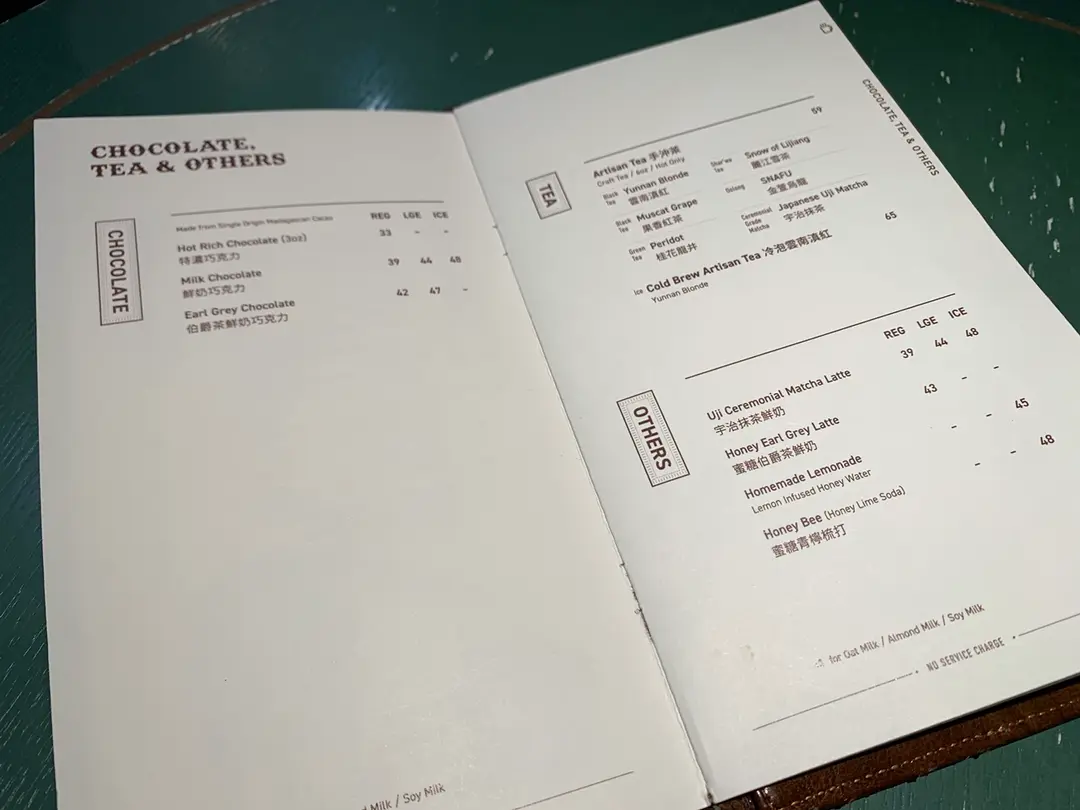 CHOCOLATE,
TEA & OTHERS
CHOCOLATE
Made from Single Origin Madagascan Cacao
REG LGE ICE
Hot Rich Chocolate (3oz) 33 - -
特濃巧克力
Milk Chocolate 39 44 48
鮮奶巧克力
Earl Grey Chocolate 42 47 -
伯爵茶鮮奶巧克力
Milk / Soy Milk
CHOCOLATE, TEA & OTHERS
TEA
59
Artisan Tea 手沖茶
Craft Tea / 6oz / Hot Only
Black Tea Yunnan Blonde
雲南滇紅
Black Tea Muscat Grape
果香紅茶
Green Tea Peridot
桂花龍井
Tea Snow of Lijiang
麗江雪茶
Oolong SNAFU
金萱烏龍
Ceremonial Grade Matcha Japanese Uji Matcha
宇治抹茶
Ice Cold Brew Artisan Tea 冷泡雲南滇紅 65
Yunnan Blonde
OTHERS
REG LGE ICE
Uji Ceremonial Matcha Latte 39 44 48
宇治抹茶鮮奶
Honey Earl Grey Latte 43 - -
蜜糖伯爵茶鮮奶
Homemade Lemonade - - 45
Lemon Infused Honey Water
Honey Bee (Honey Lime Soda) - - 48
蜜糖青檸梳打
for Oat Milk / Almond Milk / Soy Milk
NO SERVICE CHARGE